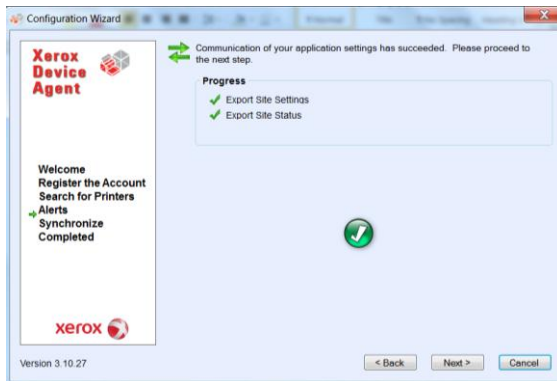 Configuration Wizard
Xerox
Device
Agent
Communication of your application settings has succeeded. Please proceed to
the next step.
Progress
Export Site Settings
Export Site Status
Welcome
Register the Account
Search for Printers
Alerts
Synchronize
Completed
xerox
Version 3.10.27
< Back
Next >
Cancel